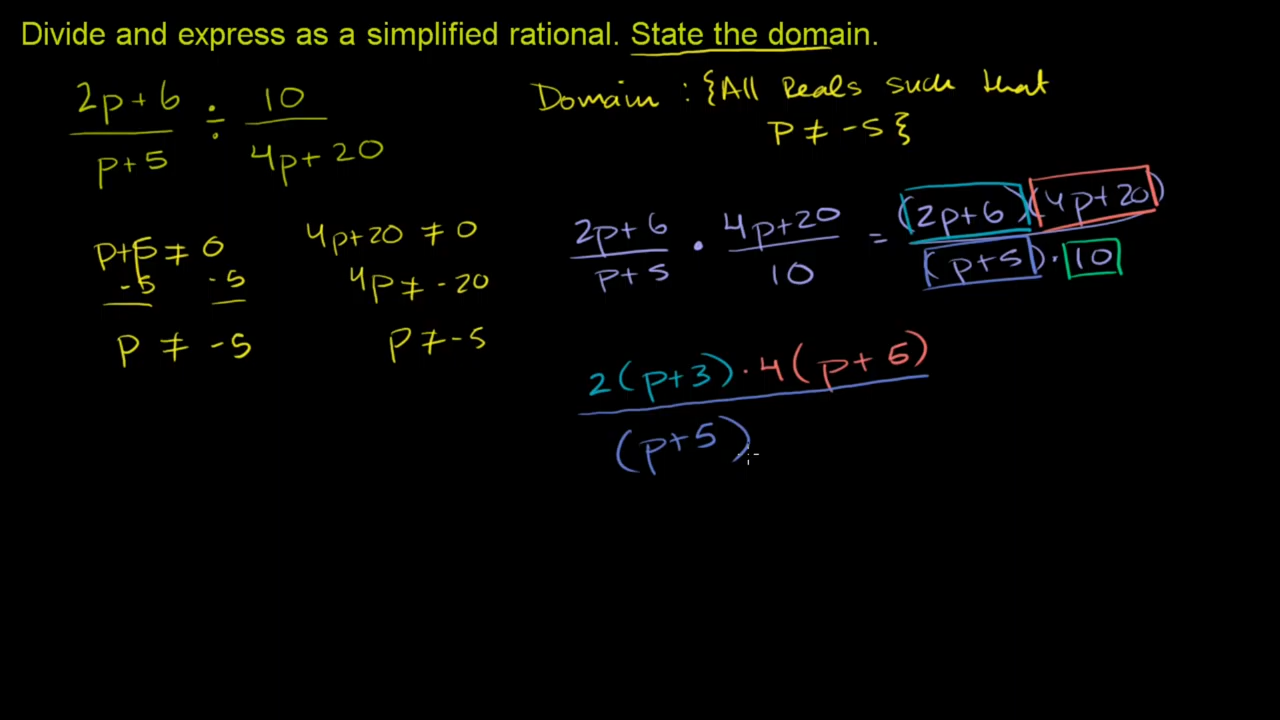 Divide and express as a simplified rational. State the domain.
2p+6 / p+5 ÷ 10 / 4p+20
Domain : {All Reals such that
P ≠ -5}
p+5 ≠ 0
-5 -5
P ≠ -5
4p+20 ≠ 0
4p ≠ -20
p ≠ -5
2p+6 / p+5 · 4p+20 / 10 = (2p+6)(4p+20) / (p+5) · 10
2(p+3) · 4(p+5)
(p+5)